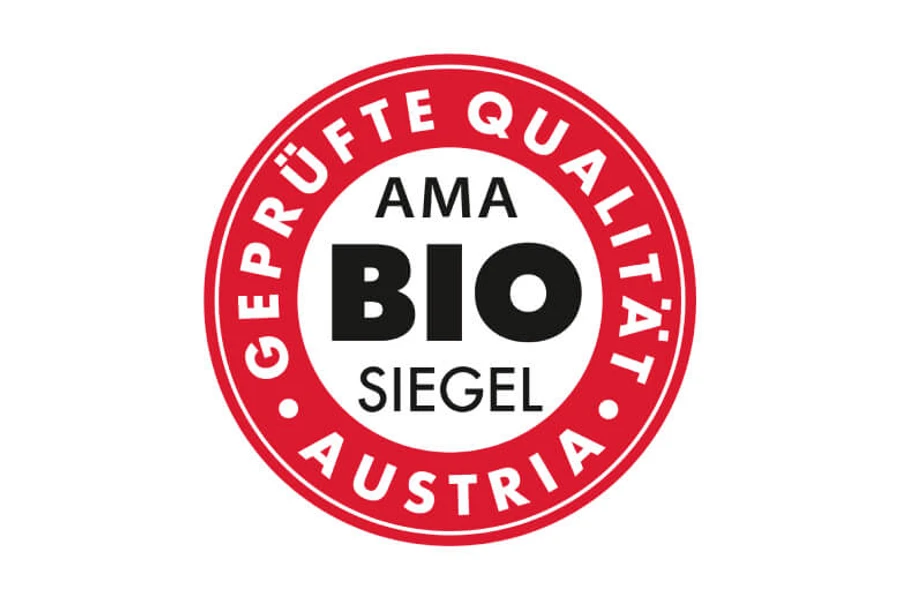 GEPRÜFTE QUALITÄT
AMA
BIO
SIEGEL
• AUSTRIA •